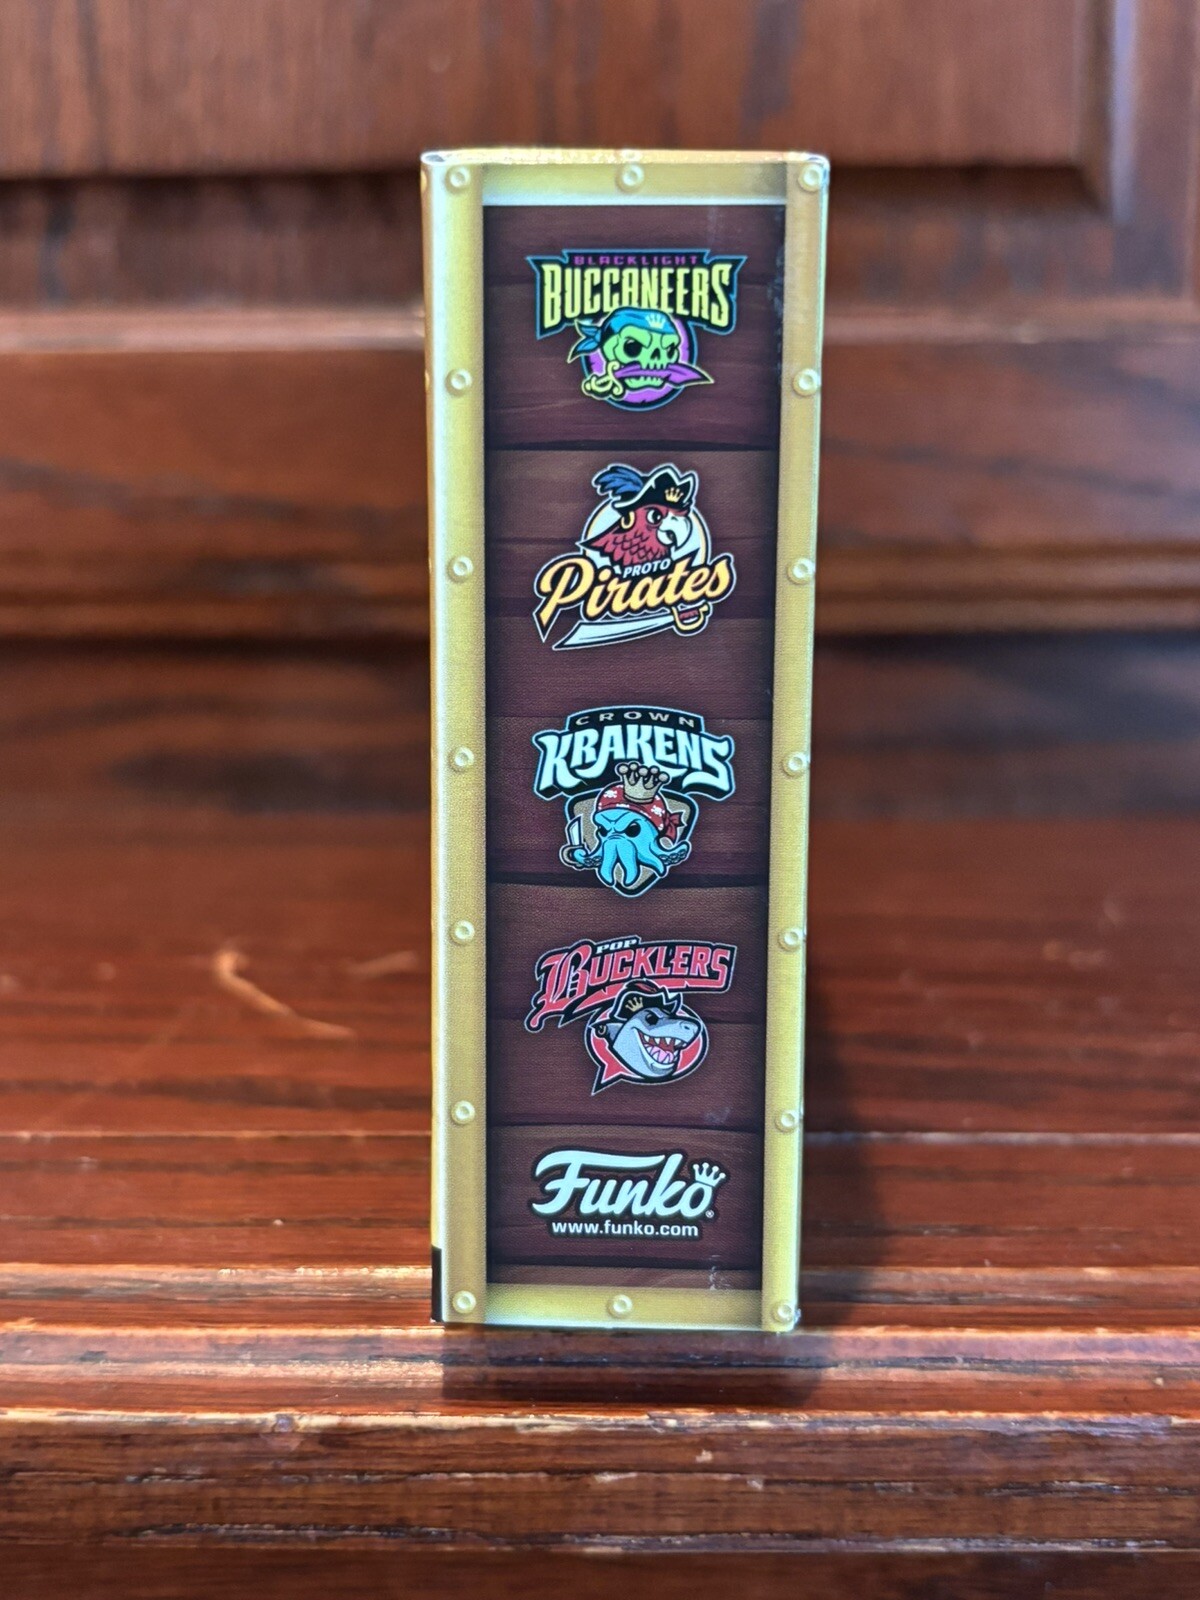 BLACKLIGHT
BUCCANEERS
PROTO
Pirates
CROWN
KRAKENS
POP
BUCKLERS
Funko®
www.funko.com